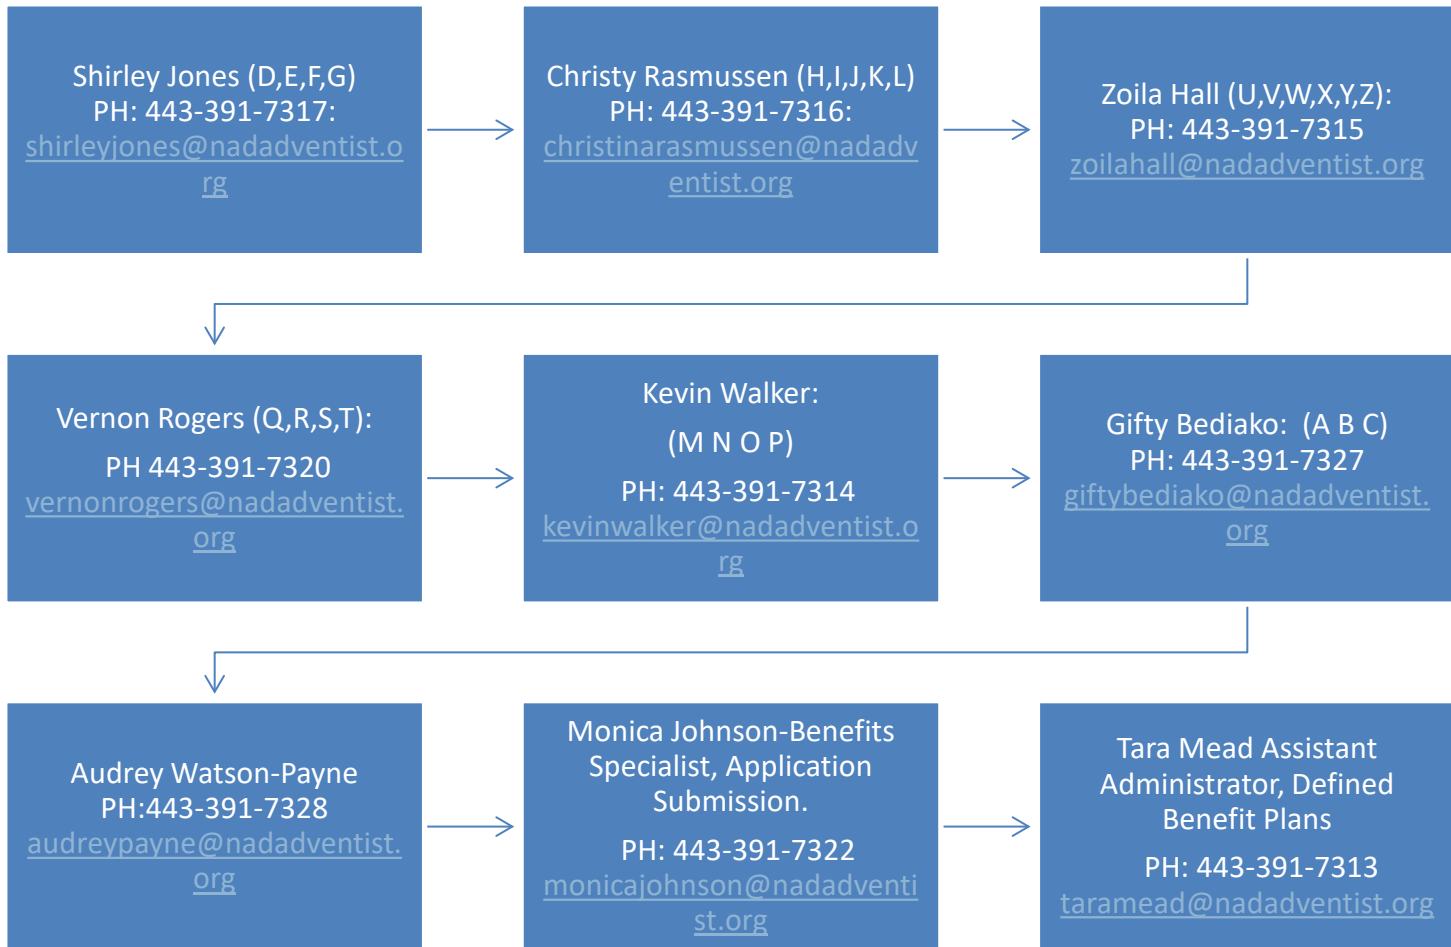 Shirley Jones (D,E,F,G)
PH: 443-391-7317:
shirleyjones@nadadventist.o
rg
Christy Rasmussen (H,I,J,K,L)
PH: 443-391-7316:
christinarasmussen@nadadv
entist.org
Zoila Hall (U,V,W,X,Y,Z):
PH: 443-391-7315
zoilahall@nadadventist.org
Vernon Rogers (Q,R,S,T):
PH 443-391-7320
vernonrogers@nadadventist.
org
Kevin Walker:
(M N O P)
PH: 443-391-7314
kevinwalker@nadadventist.o
rg
Gifty Bediako:  (A B C)
PH: 443-391-7327
giftybediako@nadadventist.
org
Audrey Watson-Payne
PH:443-391-7328
audreypayne@nadadventist.
org
Monica Johnson-Benefits
Specialist, Application
Submission.
PH: 443-391-7322
monicajohnson@nadadventi
st.org
Tara Mead Assistant
Administrator, Defined
Benefit Plans
PH: 443-391-7313
taramead@nadadventist.org